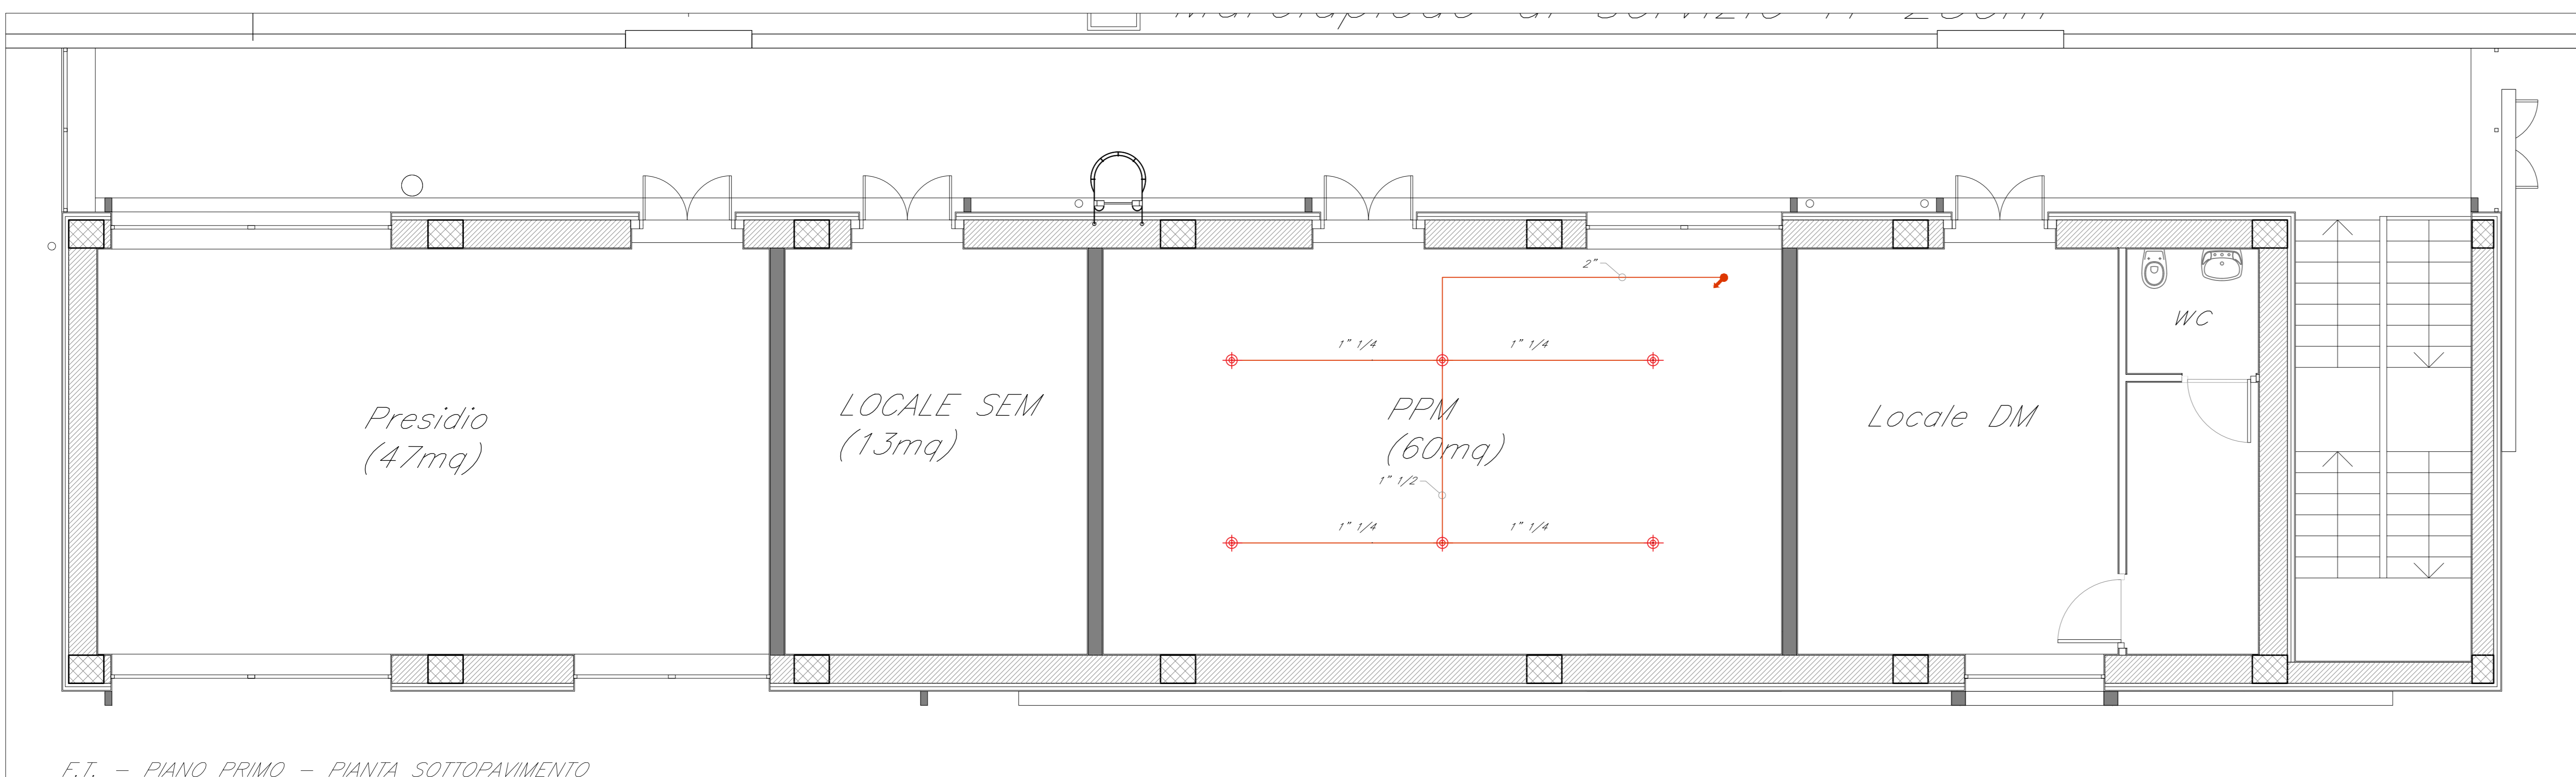 2"
1" 1/4 1" 1/4
WC
Presidio
(47mq)
LOCALE SEM
(13mq)
PPM
(60mq)
Locale DM
1" 1/2
1" 1/4 1" 1/4
F.T. - PIANO PRIMO - PIANTA SOTTOPAVIMENTO